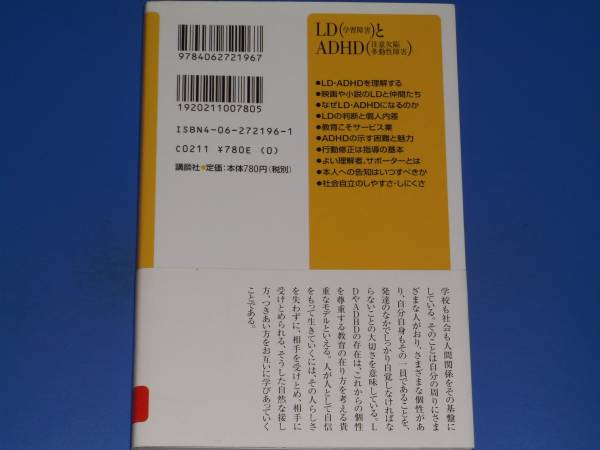 9784062721967
1920211007805
ISBN4-06-272196-1
C0211 ¥780E (0)
講談社●定価:本体780円(税別)
LD(学習障害)と
ADHD(注意欠陥多動性障害)
●LD・ADHDを理解する
●映画や小説のLDと仲間たち
●なぜLD・ADHDになるのか
●LDの判断と個人内差
●教育こそサービス業
●ADHDの示す困難と魅力
●行動修正は指導の基本
●よい理解者、サポーターとは
●本人への告知はいつすべきか
●社会自立のしやすさ・しにくさ
学校も社会も人間関係をその基盤に
している。そのことは自分の周りにさま
ざまな人がおり、さまざまな個性があ
り、自分自身もその一員であることを、
発達のなかでしっかり自覚しなければな
らないことの大切さを意味している。L
DやADHDの存在は、これからの個性
を尊重する教育の在り方を考える貴
重なモデルといえる。人が人として自信
をもって生きていくには、その人らしさ
を失わずに、相手を受けとめ、相手に
受けとめられる、そうした自然な接し
方、つきあい方をお互いに学びあっていく
ことである。